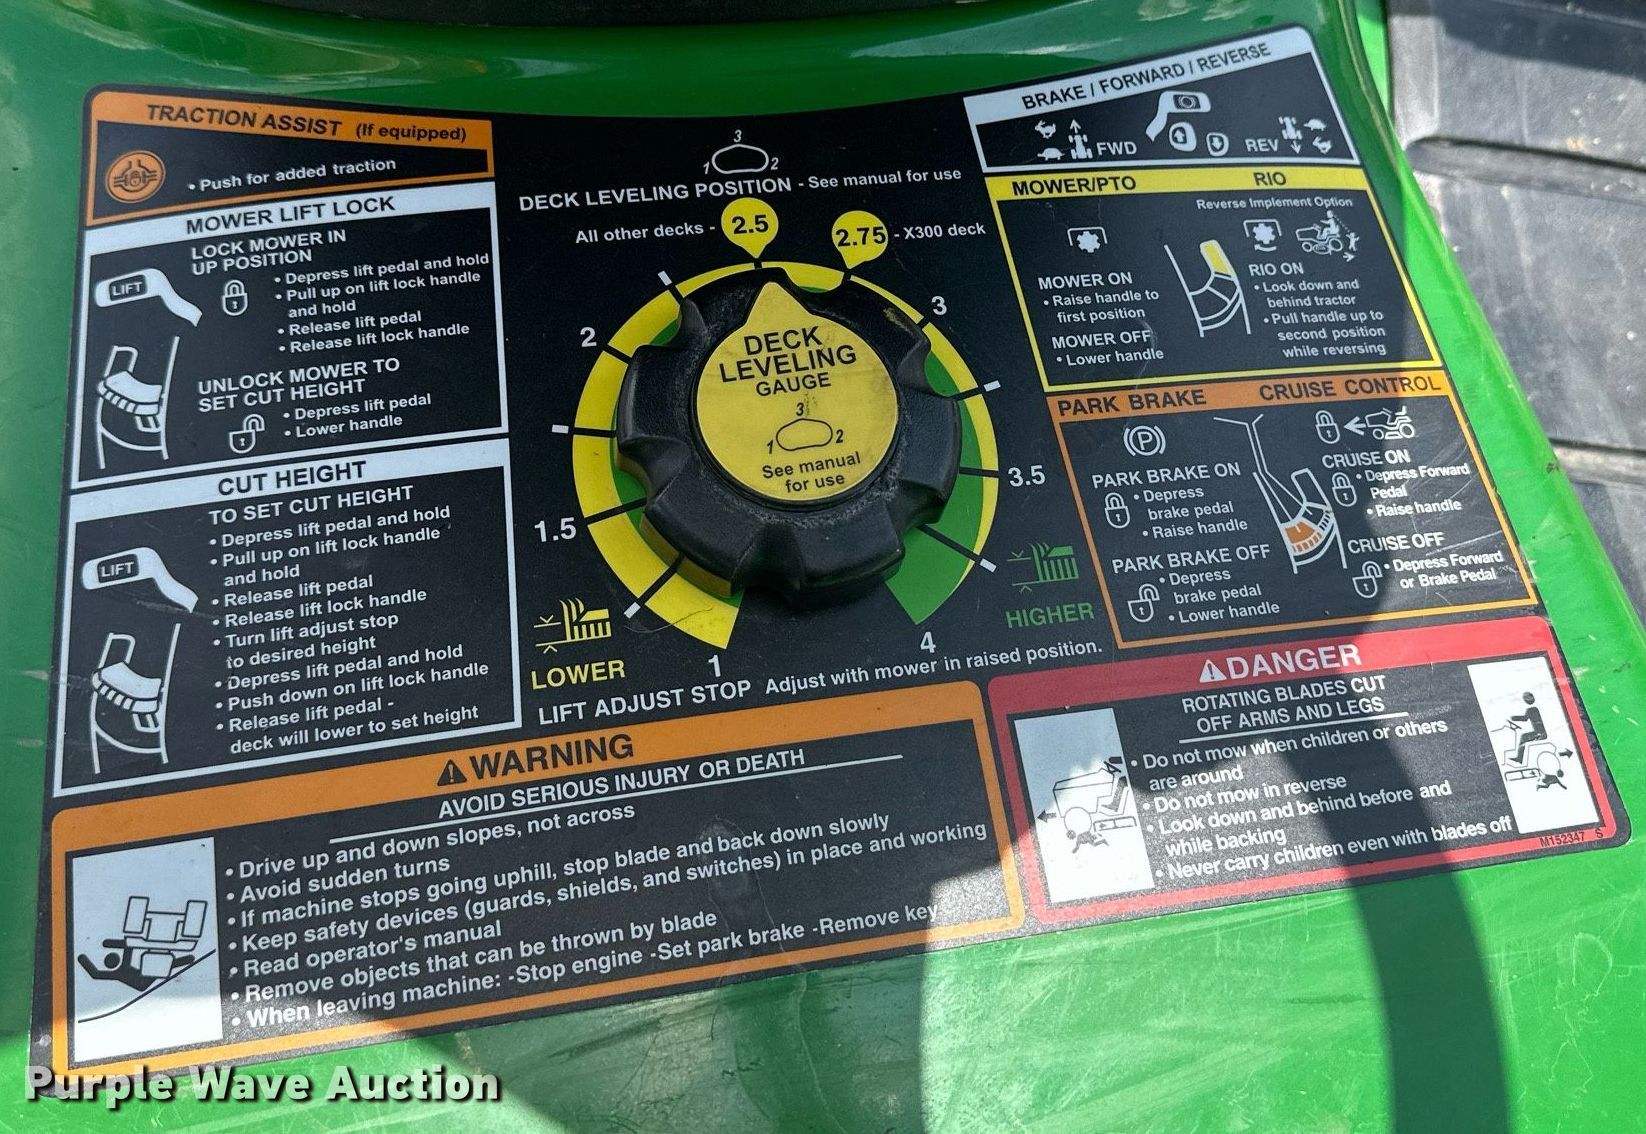 TRACTION ASSIST (If equipped)
• Push for added traction
MOWER LIFT LOCK
LOCK MOWER IN
UP POSITION
LIFT
• Depress lift pedal and hold
• Pull up on lift lock handle
and hold
• Release lift pedal
• Release lift lock handle
UNLOCK MOWER TO
SET CUT HEIGHT
• Depress lift pedal
• Lower handle
CUT HEIGHT
TO SET CUT HEIGHT
LIFT
• Depress lift pedal and hold
• Pull up on lift lock handle
and hold
• Release lift pedal
• Release lift lock handle
• Turn lift adjust stop
to desired height
• Depress lift pedal and hold
• Push down on lift lock handle
• Release lift pedal -
deck will lower to set height
3
1 2
DECK LEVELING POSITION - See manual for use
All other decks - 2.5
2.75 - X300 deck
2
3
1.5
3.5
1
4
DECK
LEVELING
GAUGE
3
1 2
See manual
for use
LOWER
HIGHER
LIFT ADJUST STOP Adjust with mower in raised position.
BRAKE / FORWARD / REVERSE
FWD
REV
MOWER/PTO
RIO
Reverse Implement Option
MOWER ON
• Raise handle to
first position
MOWER OFF
• Lower handle
RIO ON
• Look down and
behind tractor
• Pull handle up to
second position
while reversing
PARK BRAKE
CRUISE CONTROL
P
PARK BRAKE ON
• Depress
brake pedal
• Raise handle
PARK BRAKE OFF
• Depress
brake pedal
• Lower handle
CRUISE ON
• Depress Forward
Pedal
• Raise handle
CRUISE OFF
• Depress Forward
or Brake Pedal
WARNING
AVOID SERIOUS INJURY OR DEATH
• Drive up and down slopes, not across
• Avoid sudden turns
• If machine stops going uphill, stop blade and back down slowly
• Keep safety devices (guards, shields, and switches) in place and working
• Read operator's manual
• Remove objects that can be thrown by blade
• When leaving machine: -Stop engine -Set park brake -Remove key
DANGER
ROTATING BLADES CUT
OFF ARMS AND LEGS
• Do not mow when children or others
are around
• Do not mow in reverse
• Look down and behind before and
while backing
• Never carry children even with blades off
M152347 S
Purple Wave Auction